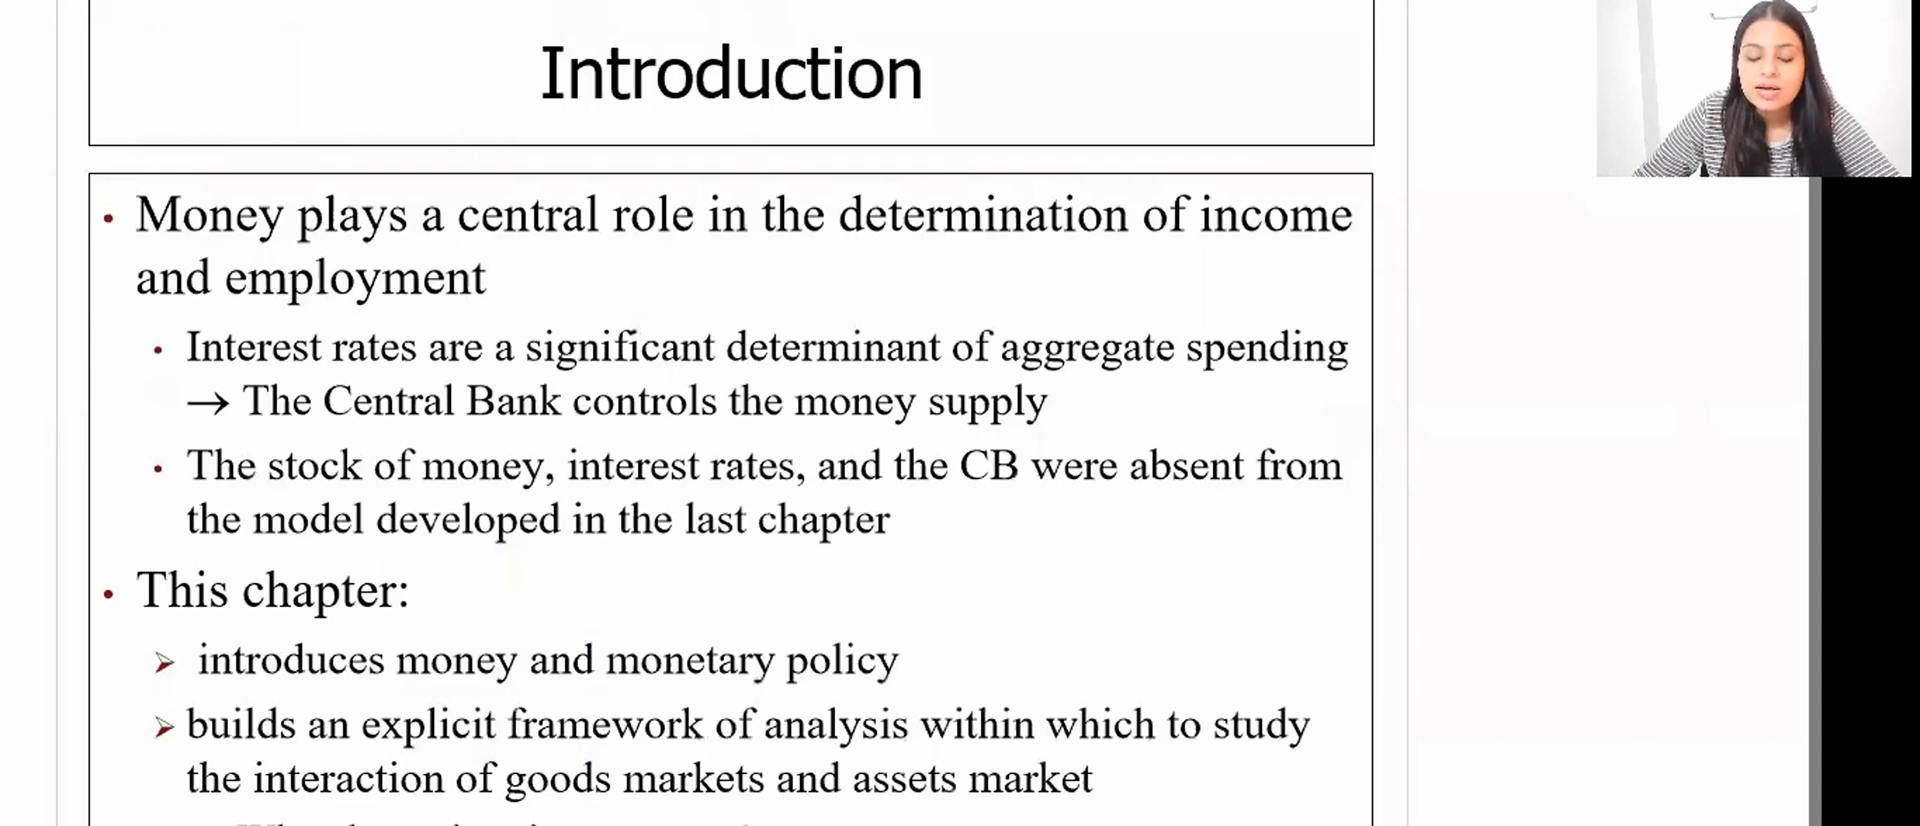 Introduction
• Money plays a central role in the determination of income
and employment
• Interest rates are a significant determinant of aggregate spending
→ The Central Bank controls the money supply
• The stock of money, interest rates, and the CB were absent from
the model developed in the last chapter
• This chapter:
➢ introduces money and monetary policy
➢ builds an explicit framework of analysis within which to study
the interaction of goods markets and assets market